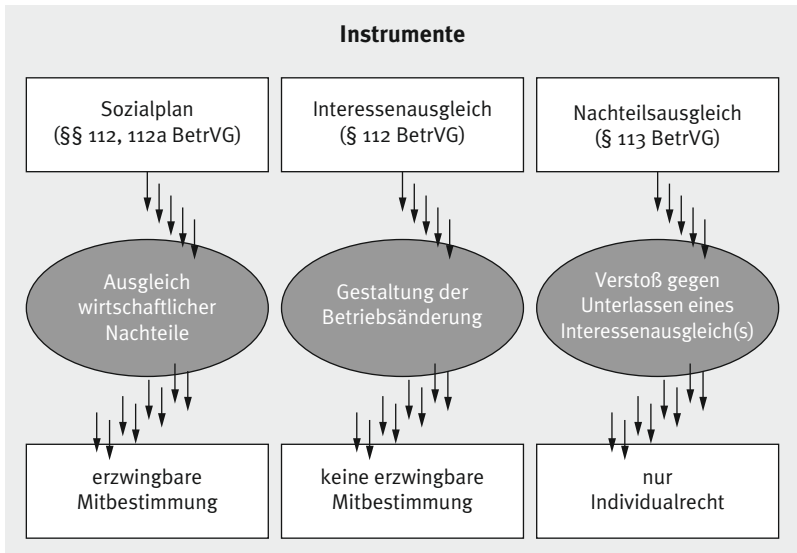 Instrumente
Sozialplan
(§§ 112, 112a BetrVG)
Interessenausgleich
(§ 112 BetrVG)
Nachteilsausgleich
(§ 113 BetrVG)
Ausgleich
wirtschaftlicher
Nachteile
Gestaltung der
Betriebsänderung
Verstoß gegen
Unterlassen eines
Interessenausgleich(s)
erzwingbare
Mitbestimmung
keine erzwingbare
Mitbestimmung
nur
Individualrecht